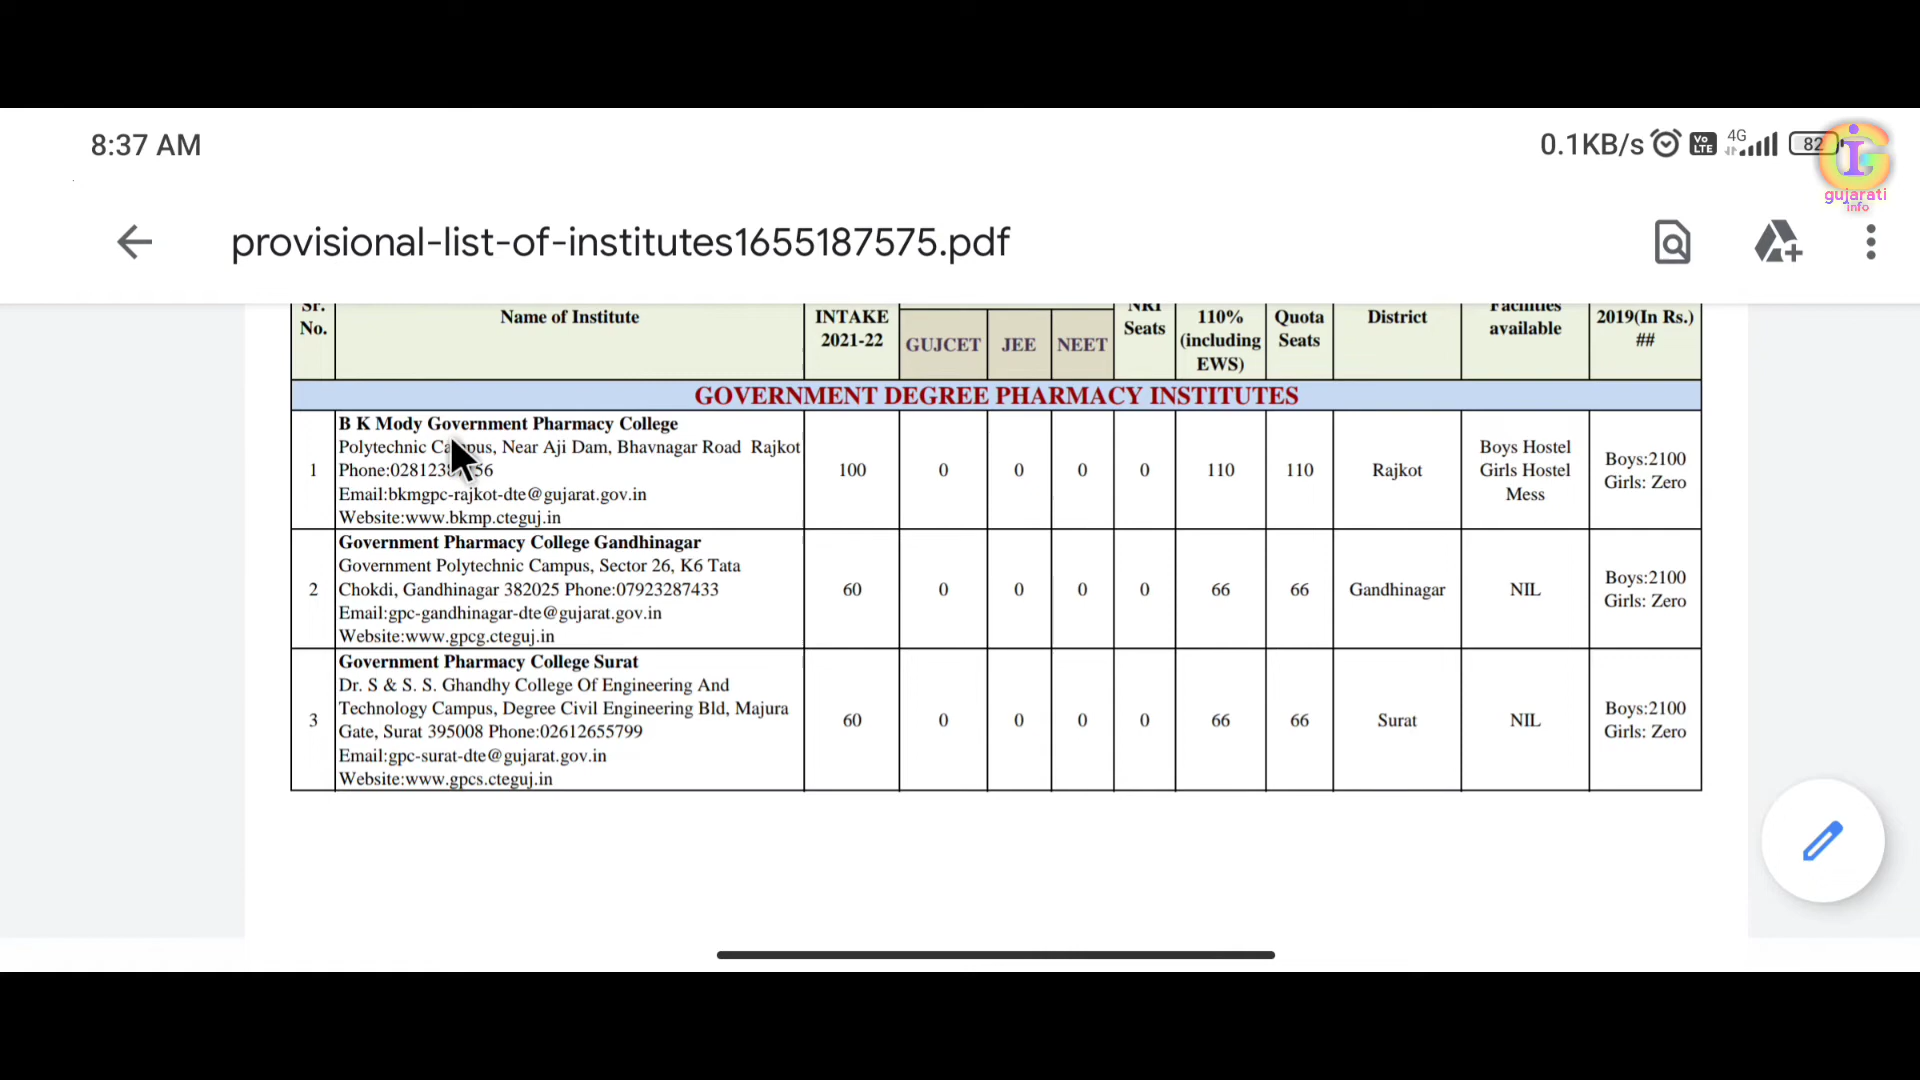 8:37 AM
0.1KB/s Vo LTE 4G 82
gujarati
info
provisional-list-of-institutes1655187575.pdf
Sr. No.
Name of Institute
INTAKE 2021-22
GUJCET
JEE
NEET
NRI Seats
110% (including EWS)
Quota Seats
District
Facilities available
2019(In Rs.) ##
GOVERNMENT DEGREE PHARMACY INSTITUTES
1
B K Mody Government Pharmacy College
Polytechnic Campus, Near Aji Dam, Bhavnagar Road Rajkot
Email:bkmgpc-rajkot-dte@gujarat.gov.in
Website:www.bkmp.cteguj.in
100 0 0 0 0 110 110 Rajkot
Boys Hostel
Girls Hostel
Mess
Boys:2100
Girls: Zero
2
Government Pharmacy College Gandhinagar
Government Polytechnic Campus, Sector 26, K6 Tata
Chokdi, Gandhinagar 382025 Phone:07923287433
Email:gpc-gandhinagar-dte@gujarat.gov.in
Website:www.gpcg.cteguj.in
60 0 0 0 0 66 66 Gandhinagar NIL
Boys:2100
Girls: Zero
3
Government Pharmacy College Surat
Dr. S & S. S. Ghandhy College Of Engineering And
Technology Campus, Degree Civil Engineering Bld, Majura
Gate, Surat 395008 Phone:02612655799
Email:gpc-surat-dte@gujarat.gov.in
Website:www.gpcs.cteguj.in
60 0 0 0 0 66 66 Surat NIL
Boys:2100
Girls: Zero